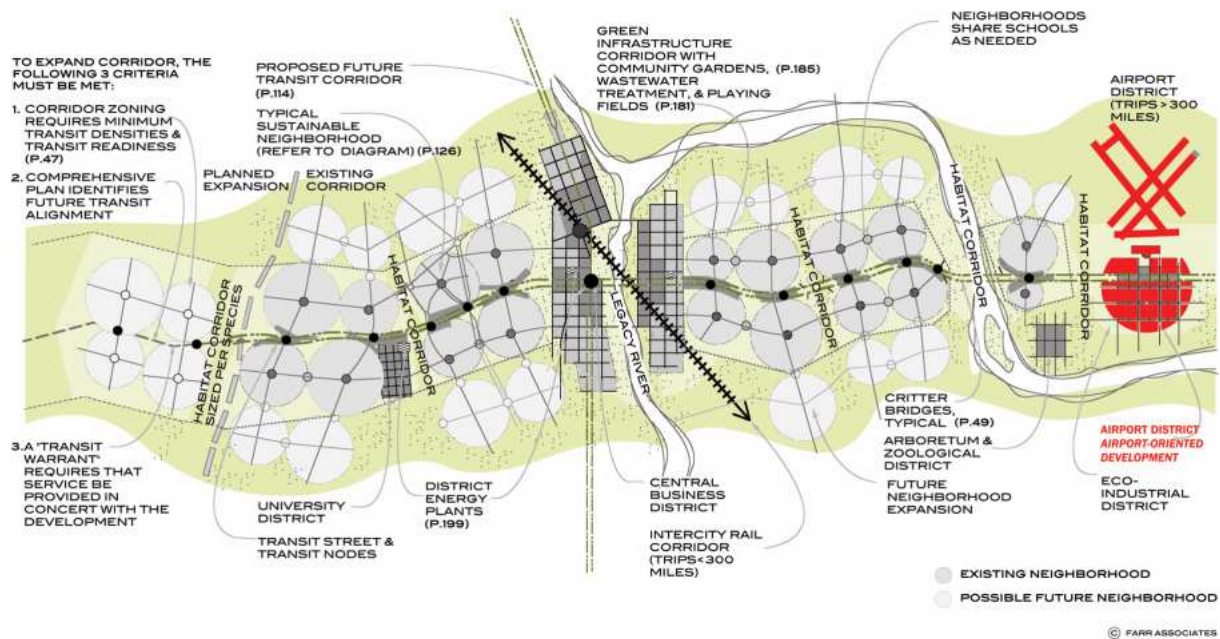 TO EXPAND CORRIDOR, THE
FOLLOWING 3 CRITERIA
MUST BE MET:
1. CORRIDOR ZONING
REQUIRES MINIMUM
TRANSIT DENSITIES &
TRANSIT READINESS
(P.47)
2. COMPREHENSIVE
PLAN IDENTIFIES
FUTURE TRANSIT
ALIGNMENT
3. A 'TRANSIT
WARRANT' 
REQUIRES THAT
SERVICE BE
PROVIDED IN
CONCERT WITH THE
DEVELOPMENT
PROPOSED FUTURE
TRANSIT CORRIDOR
(P.114)
TYPICAL
SUSTAINABLE
NEIGHBORHOOD
(REFER TO DIAGRAM) (P.126)
PLANNED
EXPANSION
EXISTING
CORRIDOR
GREEN
INFRASTRUCTURE
CORRIDOR WITH
COMMUNITY GARDENS, (P.185)
WASTEWATER
TREATMENT, & PLAYING
FIELDS (P.181)
NEIGHBORHOODS
SHARE SCHOOLS
AS NEEDED
AIRPORT
DISTRICT
(TRIPS > 300
MILES)
HABITAT CORRIDOR
SIZED PER SPECIES
HABITAT CORRIDOR
LEGACY RIVER
HABITAT CORRIDOR
HABITAT CORRIDOR
HABITAT CORRIDOR
UNIVERSITY
DISTRICT
TRANSIT STREET &
TRANSIT NODES
DISTRICT
ENERGY
PLANTS
(P.199)
CENTRAL
BUSINESS
DISTRICT
INTERCITY RAIL
CORRIDOR
(TRIPS<300
MILES)
CRITTER
BRIDGES,
TYPICAL (P.49)
ARBORETUM &
ZOOLOGICAL
DISTRICT
FUTURE
NEIGHBORHOOD
EXPANSION
AIRPORT DISTRICT
AIRPORT-ORIENTED
DEVELOPMENT
ECO-
INDUSTRIAL
DISTRICT
EXISTING NEIGHBORHOOD
POSSIBLE FUTURE NEIGHBORHOOD
© FARR ASSOCIATES